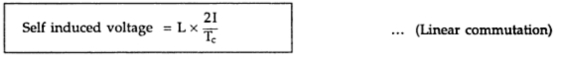 Self induced voltage = L × 2I / T_c ... (Linear commutation)